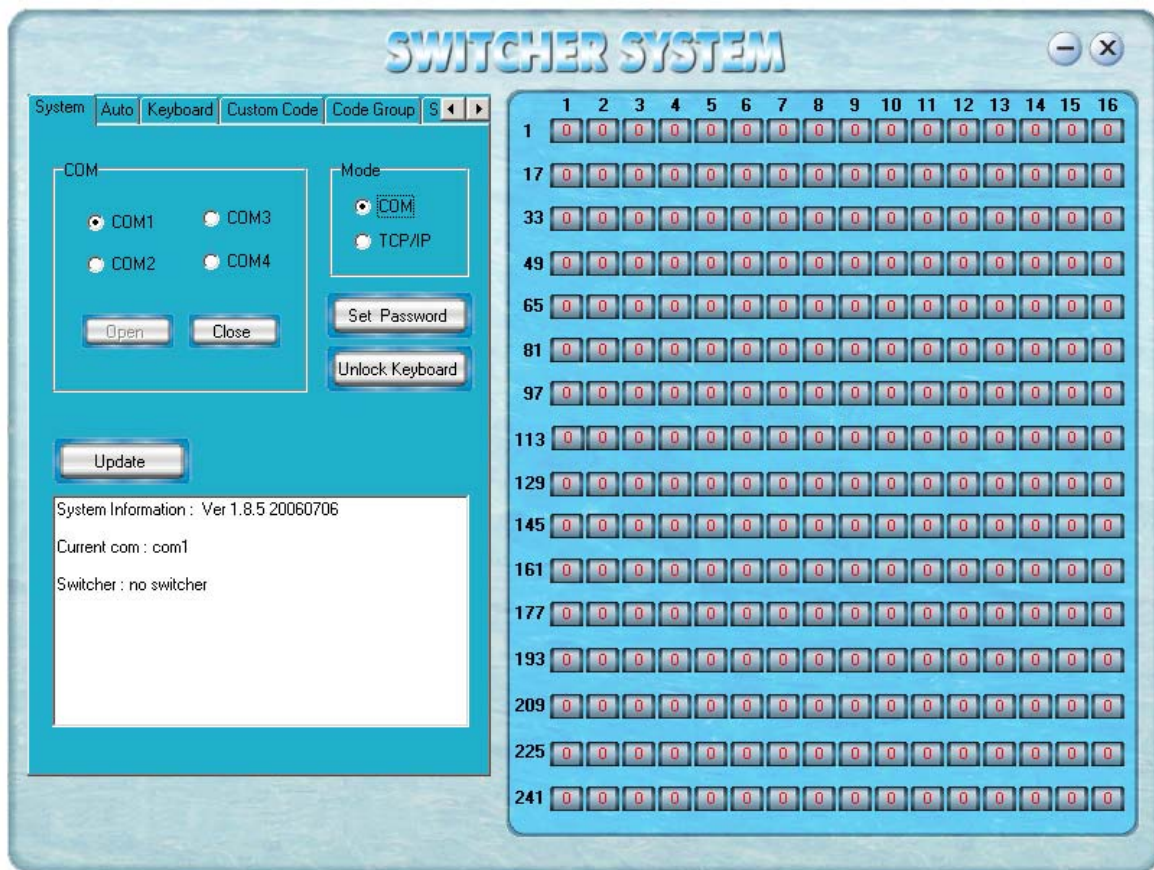 SWITCHER SYSTEM
System Auto Keyboard Custom Code Code Group S
COM
COM1
COM3
COM2
COM4
Open
Close
Mode
COM
TCP/IP
Set Password
Unlock Keyboard
Update
System Information : Ver 1.8.5 20060706
Current com : com1
Switcher : no switcher
1 2 3 4 5 6 7 8 9 10 11 12 13 14 15 16
1 0 0 0 0 0 0 0 0 0 0 0 0 0 0 0 0
17 0 0 0 0 0 0 0 0 0 0 0 0 0 0 0 0
33 0 0 0 0 0 0 0 0 0 0 0 0 0 0 0 0
49 0 0 0 0 0 0 0 0 0 0 0 0 0 0 0 0
65 0 0 0 0 0 0 0 0 0 0 0 0 0 0 0 0
81 0 0 0 0 0 0 0 0 0 0 0 0 0 0 0 0
97 0 0 0 0 0 0 0 0 0 0 0 0 0 0 0 0
113 0 0 0 0 0 0 0 0 0 0 0 0 0 0 0 0
129 0 0 0 0 0 0 0 0 0 0 0 0 0 0 0 0
145 0 0 0 0 0 0 0 0 0 0 0 0 0 0 0 0
161 0 0 0 0 0 0 0 0 0 0 0 0 0 0 0 0
177 0 0 0 0 0 0 0 0 0 0 0 0 0 0 0 0
193 0 0 0 0 0 0 0 0 0 0 0 0 0 0 0 0
209 0 0 0 0 0 0 0 0 0 0 0 0 0 0 0 0
225 0 0 0 0 0 0 0 0 0 0 0 0 0 0 0 0
241 0 0 0 0 0 0 0 0 0 0 0 0 0 0 0 0